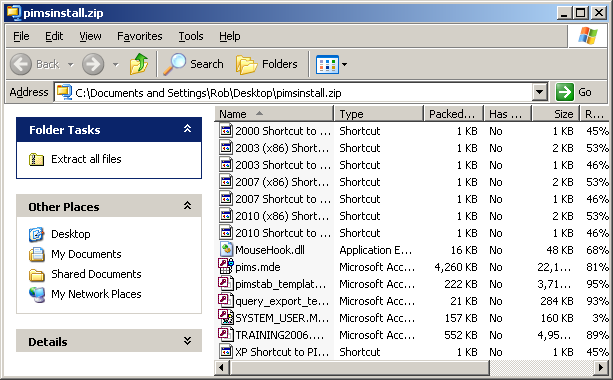 pimsinstall.zip
File Edit View Favorites Tools Help
Back Search Folders
Address C:\Documents and Settings\Rob\Desktop\pimsinstall.zip Go
Folder Tasks
Extract all files
Other Places
Desktop
My Documents
Shared Documents
My Network Places
Details
Name Type Packed... Has ... Size R...
2000 Shortcut to ... Shortcut 1 KB No 1 KB 45%
2003 (x86) Short... Shortcut 1 KB No 2 KB 53%
2003 Shortcut to ... Shortcut 1 KB No 1 KB 46%
2007 (x86) Short... Shortcut 1 KB No 2 KB 53%
2007 Shortcut to ... Shortcut 1 KB No 1 KB 46%
2010 (x86) Short... Shortcut 1 KB No 2 KB 53%
2010 Shortcut to ... Shortcut 1 KB No 1 KB 46%
MouseHook.dll Application E... 16 KB No 48 KB 68%
pims.mde Microsoft Acc... 4,260 KB No 22,1... 81%
pimstab_templat... Microsoft Acc... 222 KB No 3,71... 95%
query_export_te... Microsoft Acc... 21 KB No 284 KB 93%
SYSTEM_USER.M... Microsoft Acc... 157 KB No 160 KB 3%
TRAINING2006.... Microsoft Acc... 552 KB No 4,95... 89%
XP Shortcut to PI... Shortcut 1 KB No 1 KB 45%